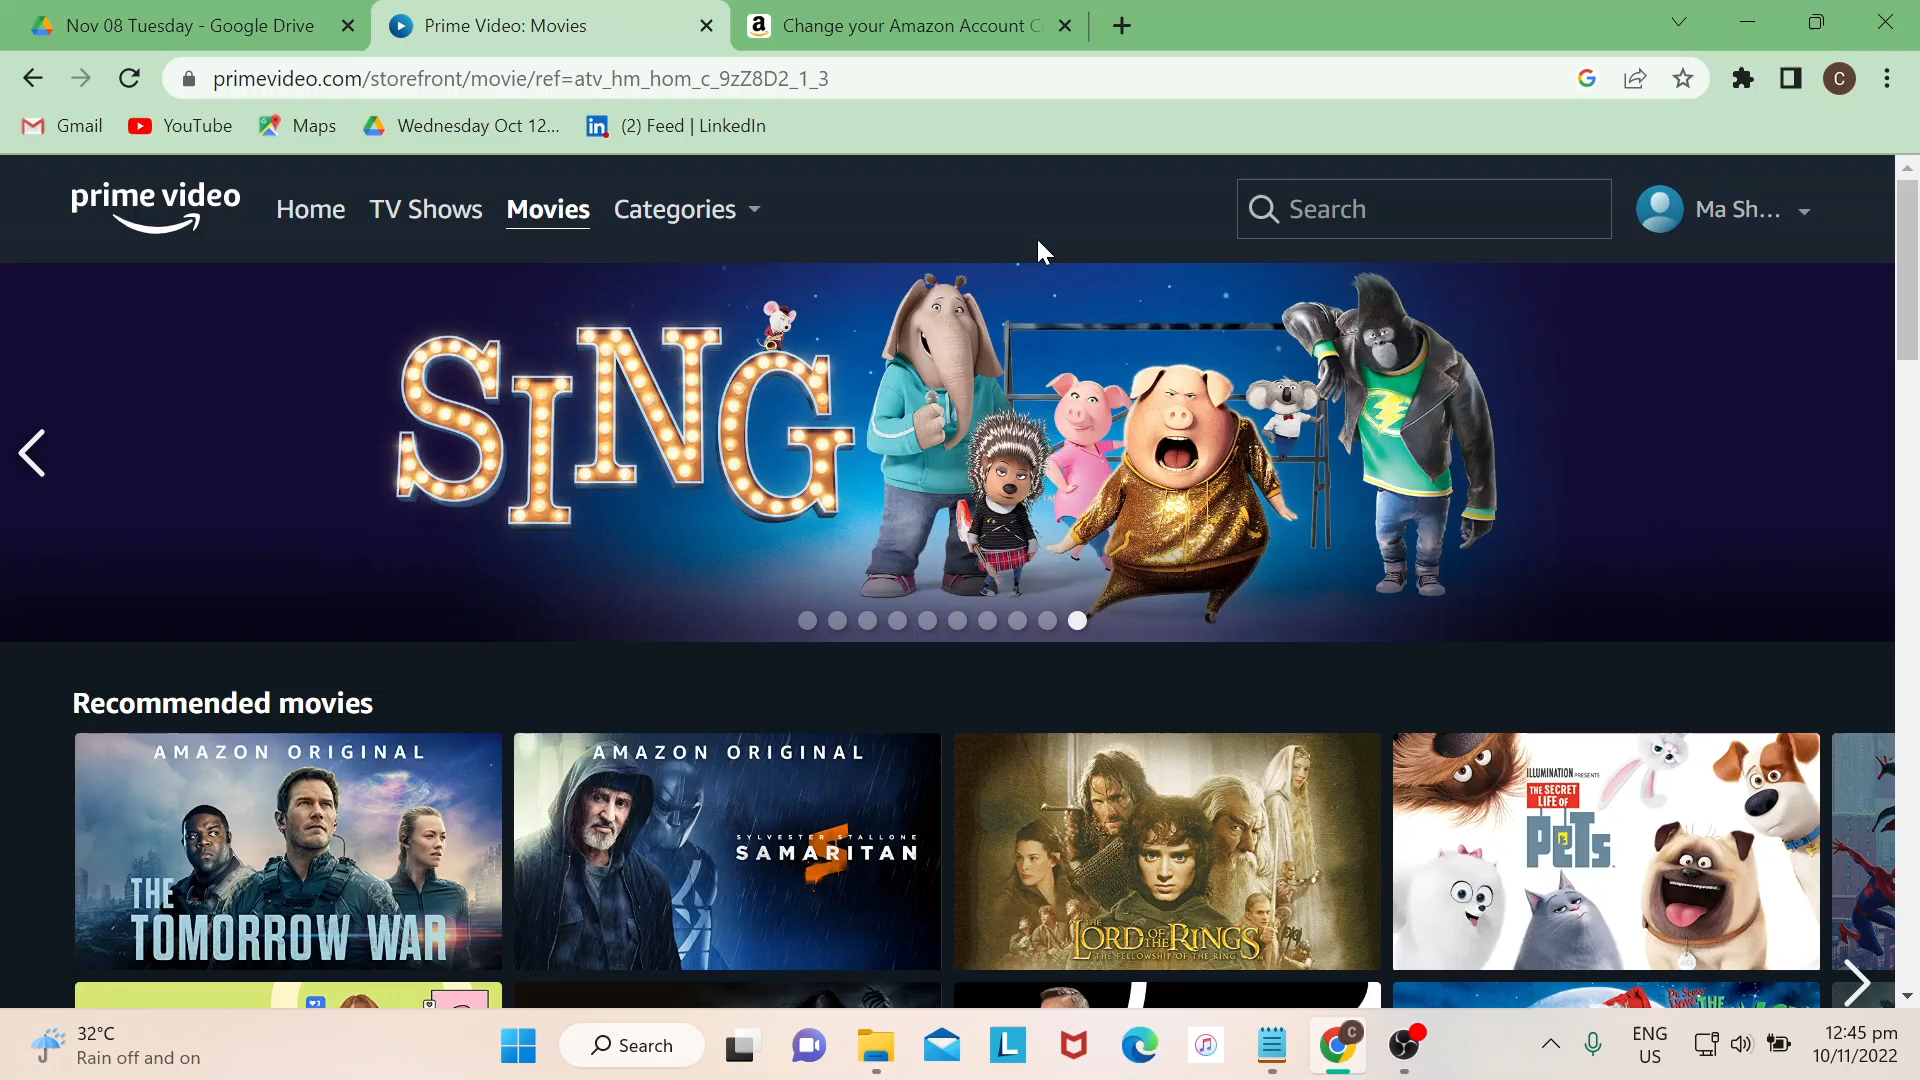 Nov 08 Tuesday - Google Drive
Prime Video: Movies
Change your Amazon Account C
primevideo.com/storefront/movie/ref=atv_hm_hom_c_9zZ8D2_1_3
C
Gmail
YouTube
Maps
Wednesday Oct 12...
(2) Feed | LinkedIn
prime video
Home
TV Shows
Movies
Categories
Search
Ma Sh...
SING
Recommended movies
AMAZON ORIGINAL
THE
TOMORROW WAR
AMAZON ORIGINAL
SYLVESTER STALLONE
SAMARITAN
THE
LORD OF THE RINGS
THE FELLOWSHIP OF THE RING
ILLUMINATION PRESENTS
THE SECRET
LIFE OF
PETS
Dr. Seuss'
HOW THE
32°C
Rain off and on
Search
ENG
US
12:45 pm
10/11/2022